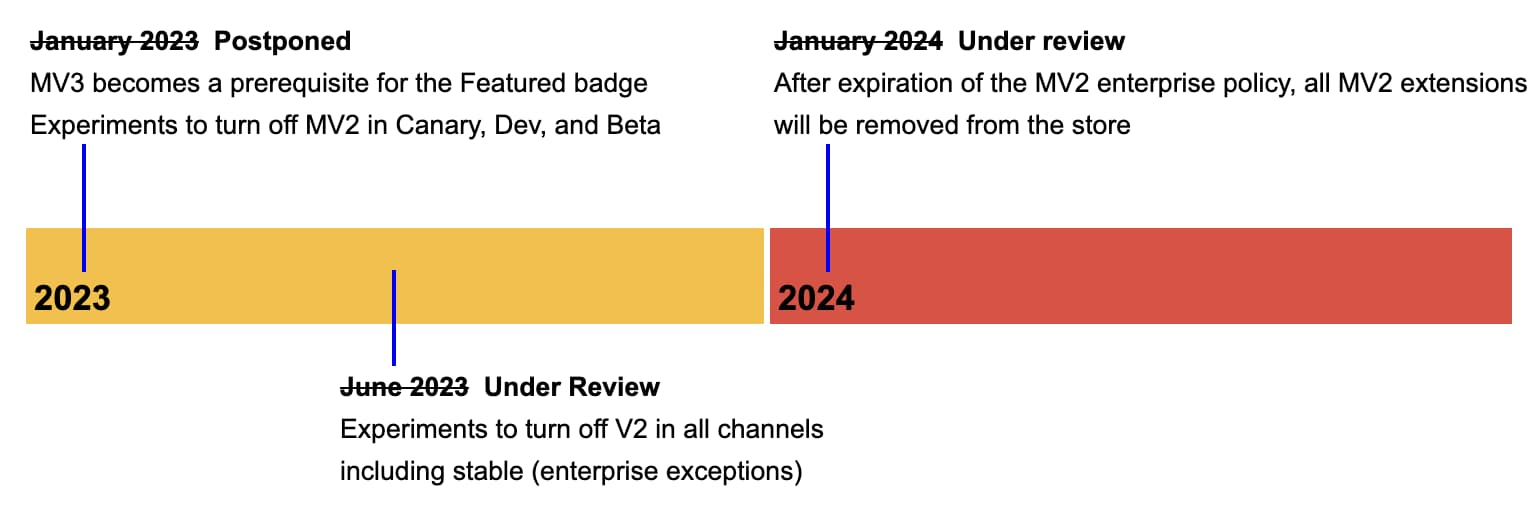 January 2023 Postponed
MV3 becomes a prerequisite for the Featured badge
Experiments to turn off MV2 in Canary, Dev, and Beta
January 2024 Under review
After expiration of the MV2 enterprise policy, all MV2 extensions
will be removed from the store
2023
2024
June 2023 Under Review
Experiments to turn off V2 in all channels
including stable (enterprise exceptions)